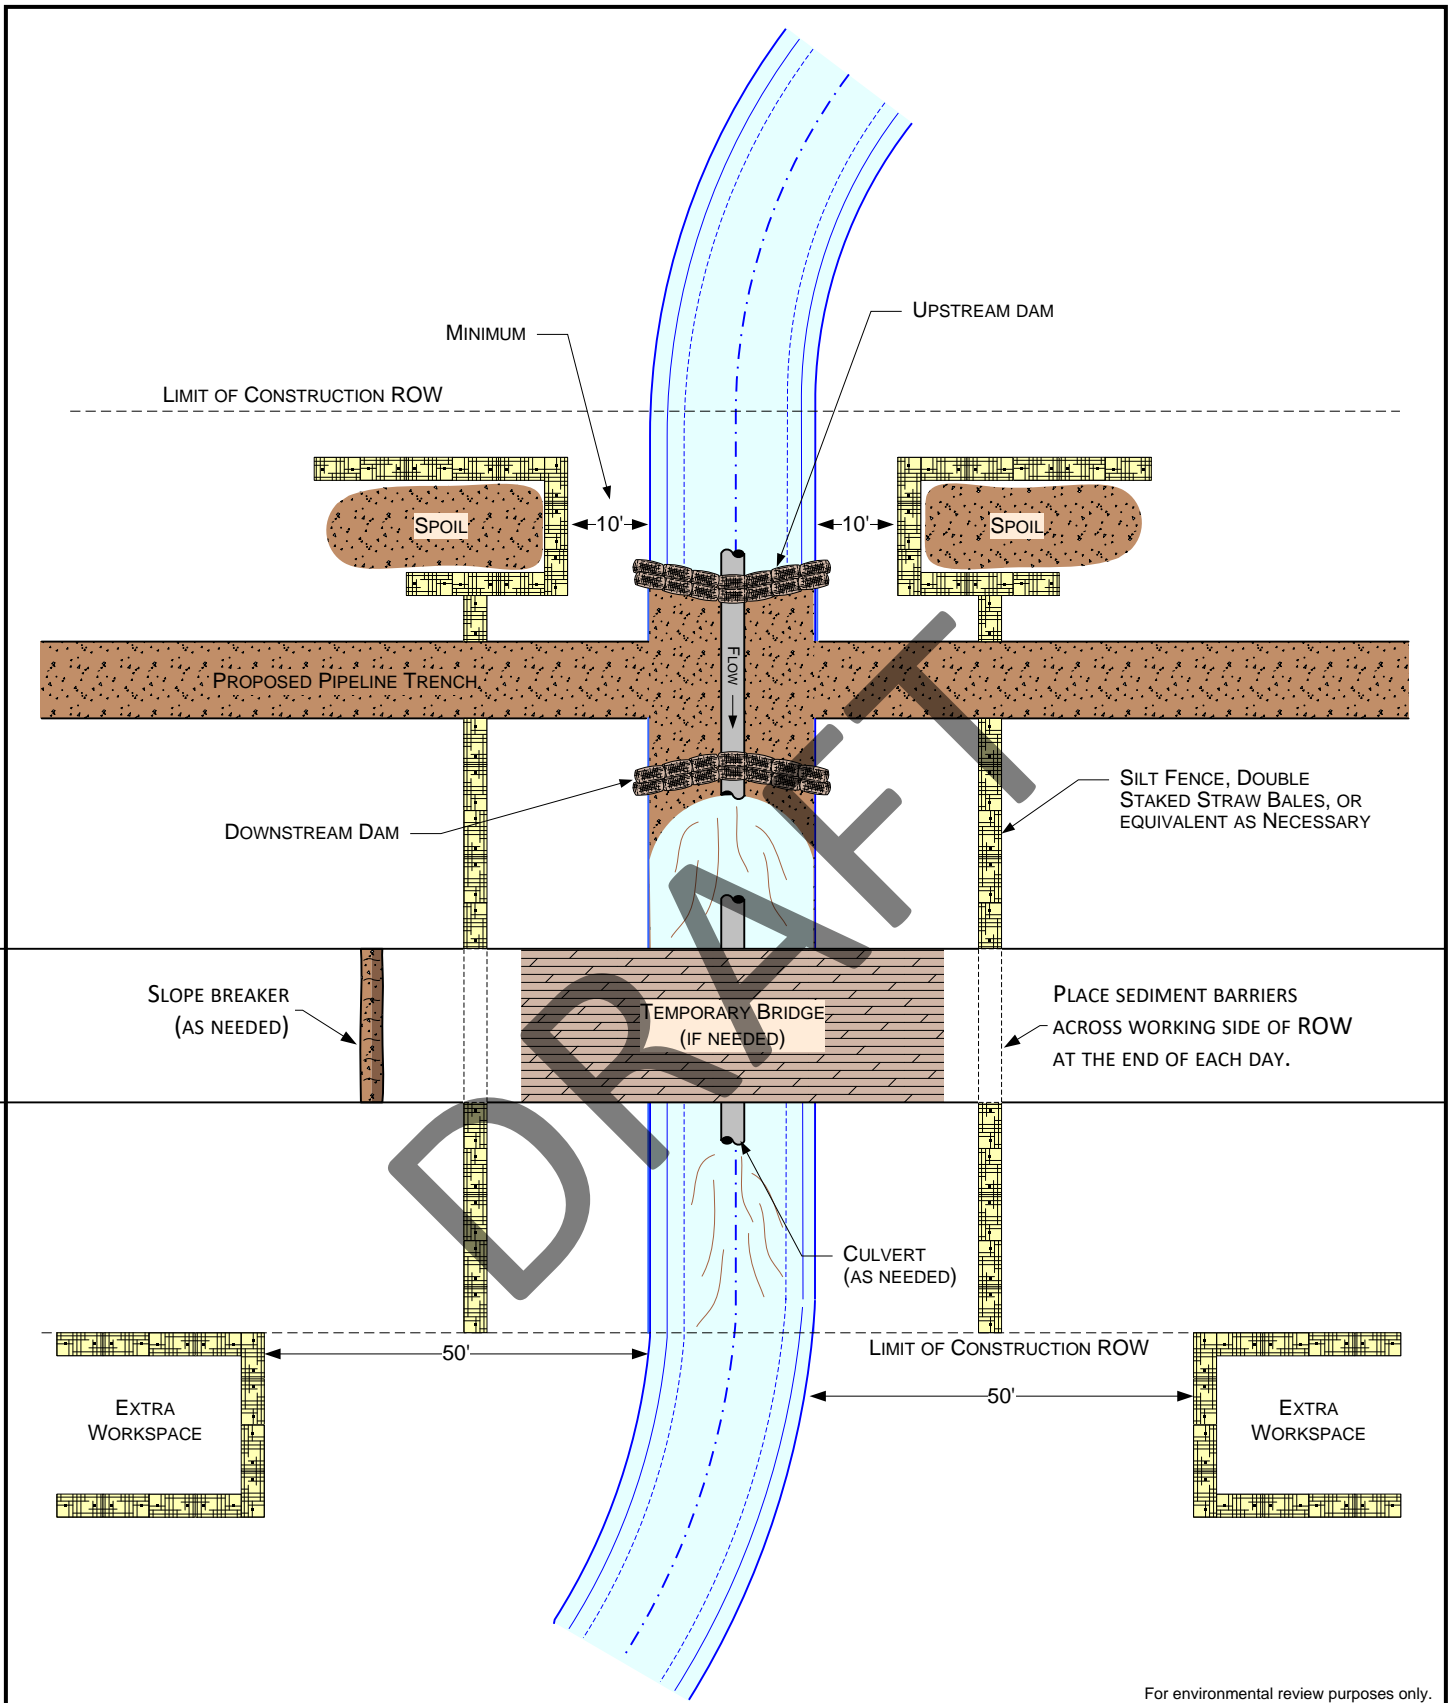 UPSTREAM DAM
MINIMUM
LIMIT OF CONSTRUCTION ROW
SPOIL
10'
10'
SPOIL
FLOW
PROPOSED PIPELINE TRENCH
SILT FENCE, DOUBLE
STAKED STRAW BALES, OR
EQUIVALENT AS NECESSARY
DOWNSTREAM DAM
SLOPE BREAKER
(AS NEEDED)
TEMPORARY BRIDGE
(IF NEEDED)
PLACE SEDIMENT BARRIERS
ACROSS WORKING SIDE OF ROW
AT THE END OF EACH DAY.
DRAFT
CULVERT
(AS NEEDED)
LIMIT OF CONSTRUCTION ROW
50'
50'
EXTRA
WORKSPACE
EXTRA
WORKSPACE
For environmental review purposes only.